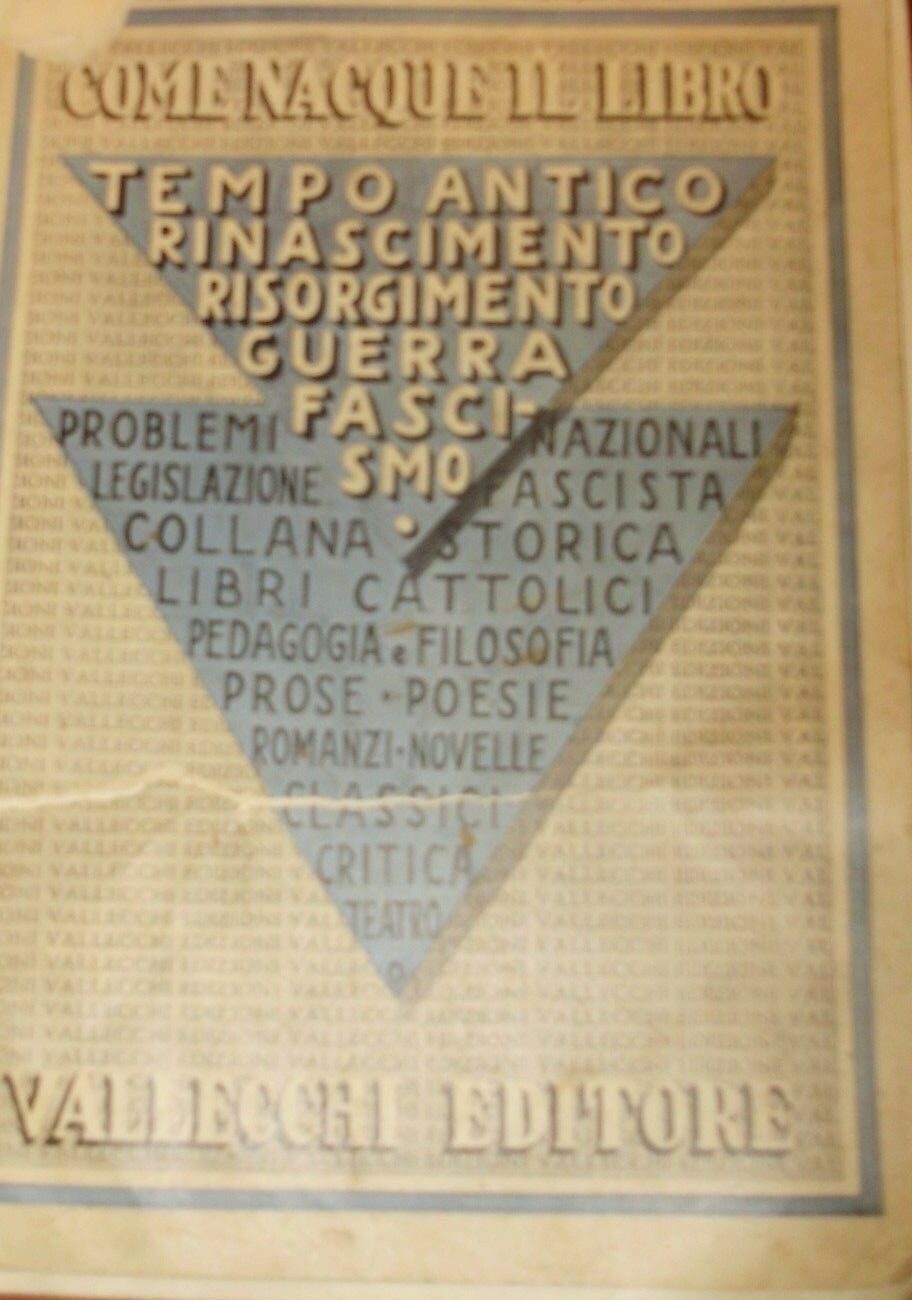 COME NACQUE IL LIBRO
TEMPO ANTICO
RINASCIMENTO
RISORGIMENTO
GUERRA
FASCI-
SMO
PROBLEMI NAZIONALI
LEGISLAZIONE FASCISTA
COLLANA STORICA
LIBRI CATTOLICI
PEDAGOGIA e FILOSOFIA
PROSE · POESIE
ROMANZI · NOVELLE
CLASSICI
CRITICA
TEATRO
VALLECCHI EDITORE